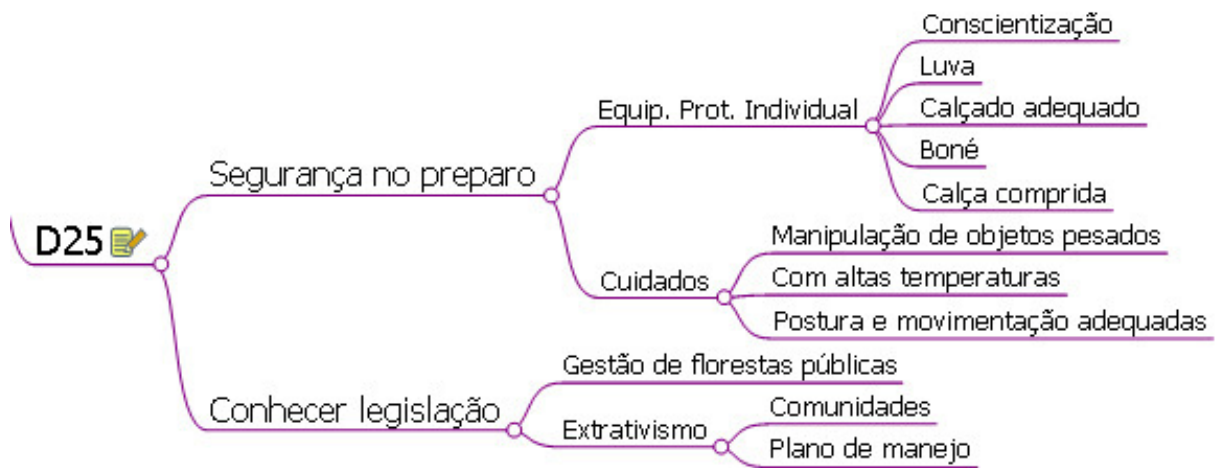 D25
Segurança no preparo
Equip. Prot. Individual
Conscientização
Luva
Calçado adequado
Boné
Calça comprida
Cuidados
Manipulação de objetos pesados
Com altas temperaturas
Postura e movimentação adequadas
Conhecer legislação
Gestão de florestas públicas
Extrativismo
Comunidades
Plano de manejo